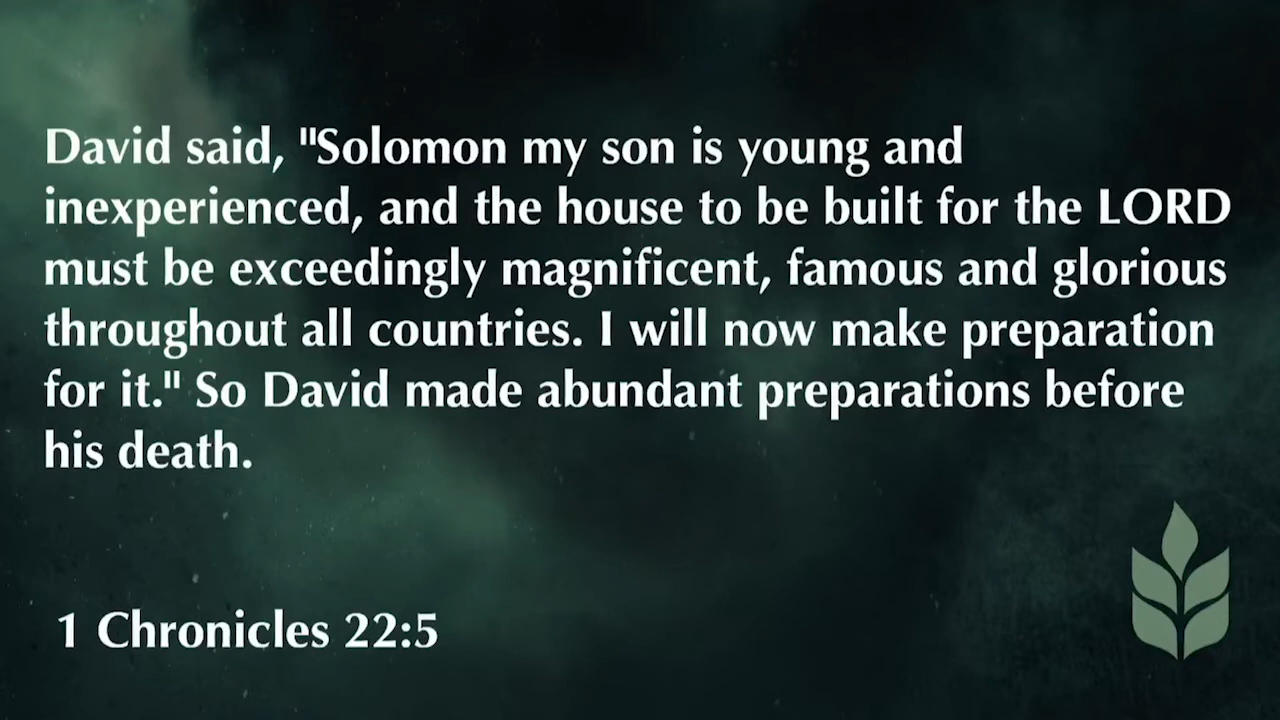 David said, "Solomon my son is young and
inexperienced, and the house to be built for the LORD
must be exceedingly magnificent, famous and glorious
throughout all countries. I will now make preparation
for it." So David made abundant preparations before
his death.
1 Chronicles 22:5